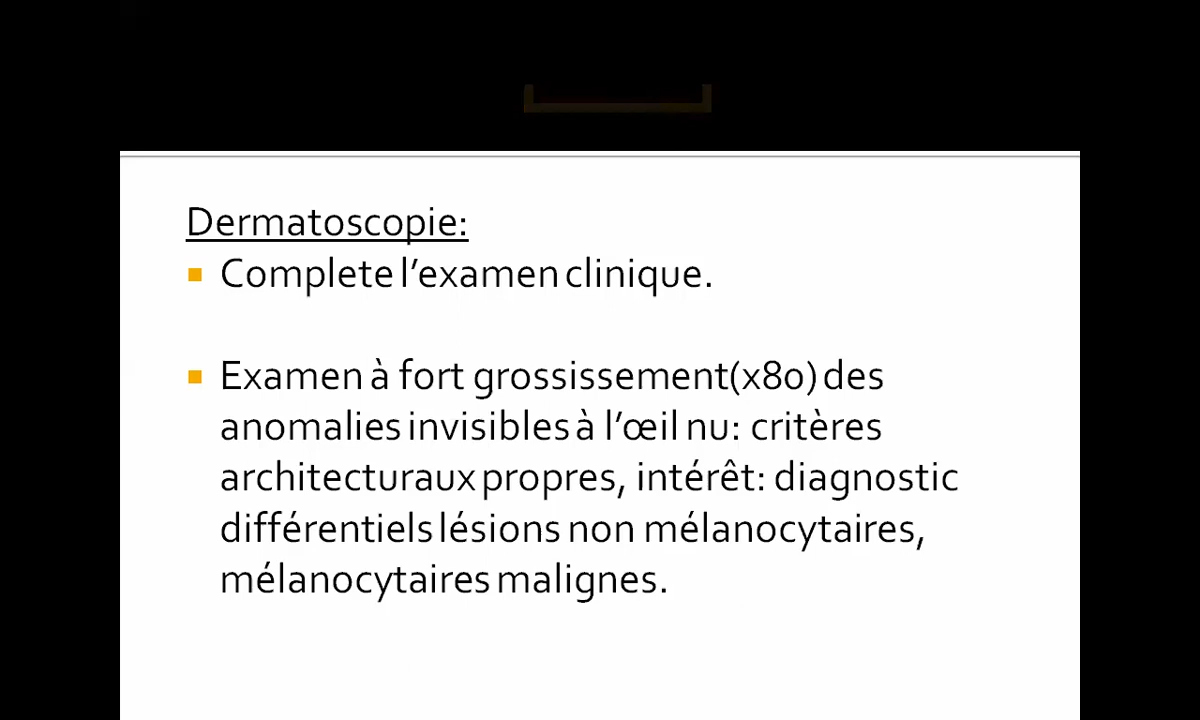 Dermatoscopie:
Complete l’examen clinique.
Examen à fort grossissement(x80) des
anomalies invisibles à l’œil nu: critères
architecturaux propres, intérêt: diagnostic
différentiels lésions non mélanocytaires,
mélanocytaires malignes.